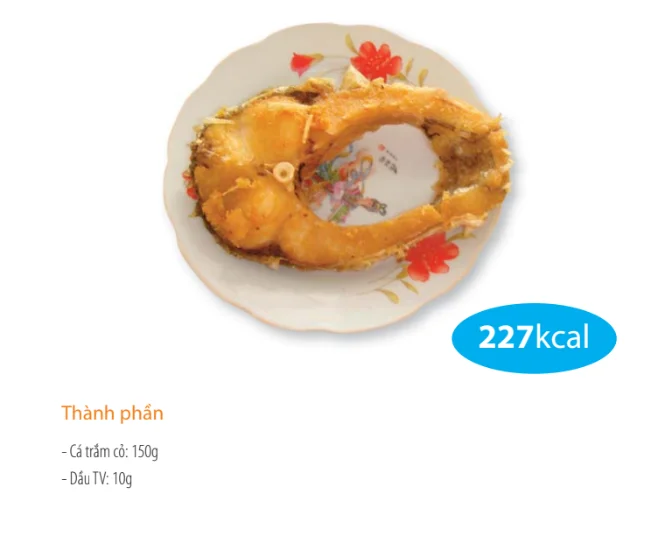 227kcal
Thành phần
- Cá trắm cỏ: 150g
- Dầu TV: 10g